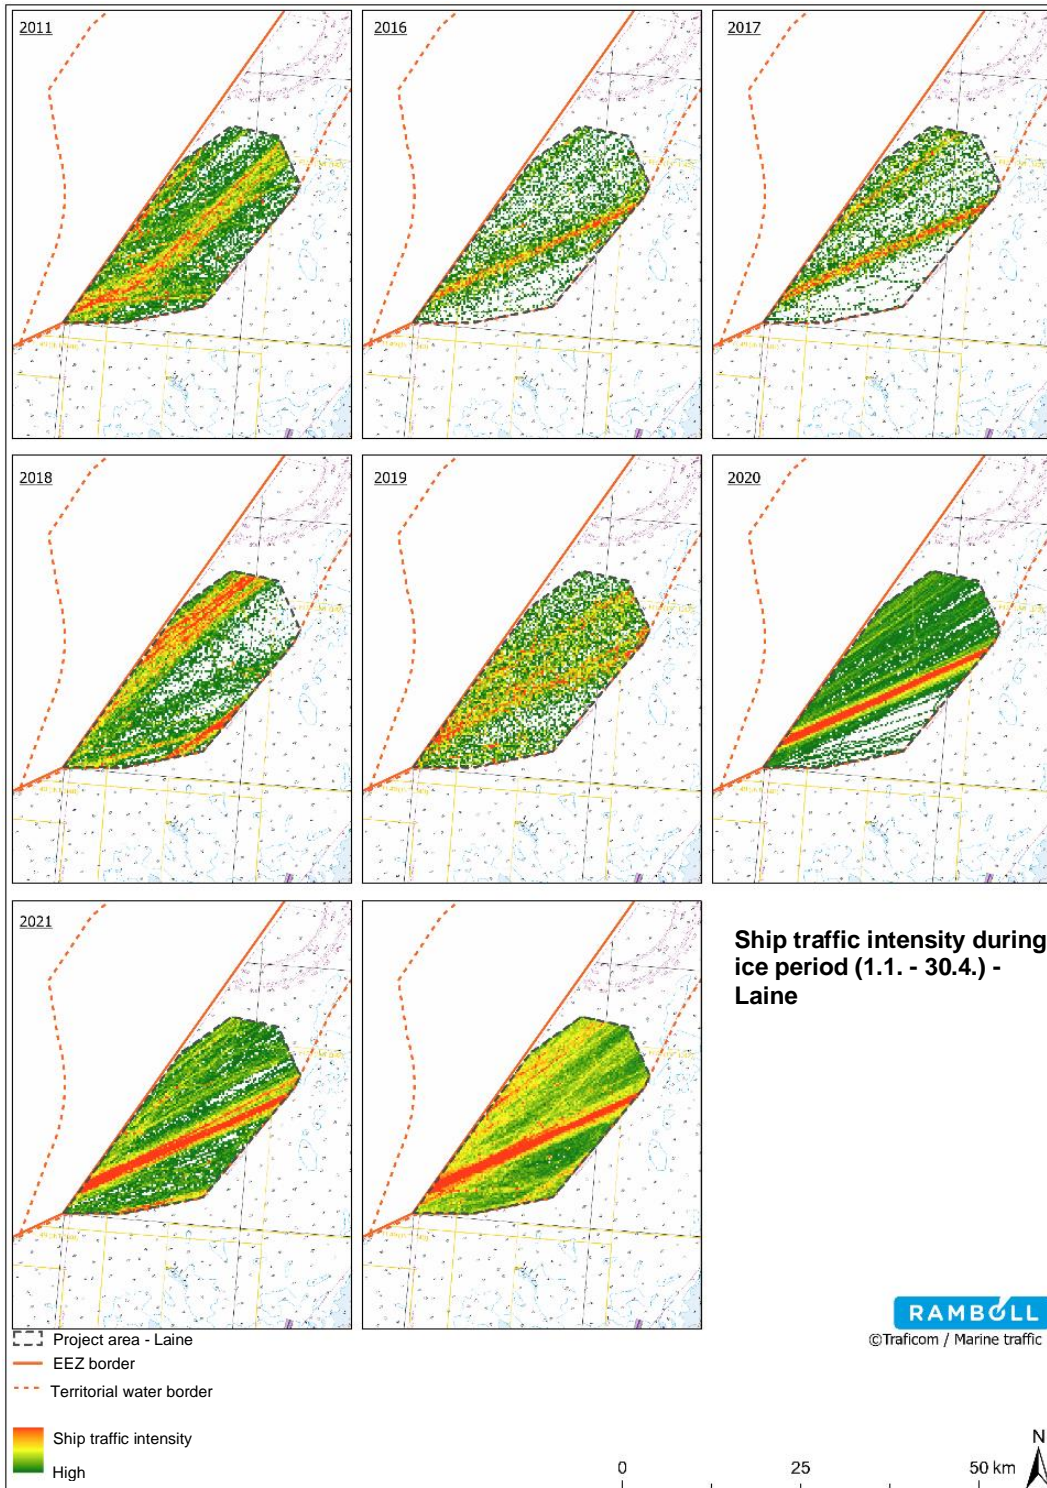 2011
2016
2017
2018
2019
2020
2021
Ship traffic intensity during
ice period (1.1. - 30.4.) -
Laine
RAMBOLL
©Traficom / Marine traffic
Project area - Laine
EEZ border
Territorial water border
Ship traffic intensity
High
0 25 50 km
N